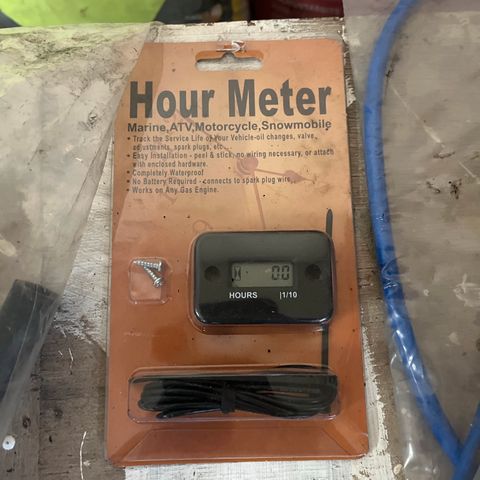 Hour Meter
Marine,ATV,Motorcycle,Snowmobile
• Track the Service Life of your Vehicle-oil changes, valve,
adjustments, spark plugs, etc...
• Easy Installation - peel & stick, no wiring necessary, or attach
with enclosed hardware.
• Completely Waterproof
• No Battery Required - connects to spark plug wire,
• Works on Any Gas Engine.
0.0
HOURS |1/10